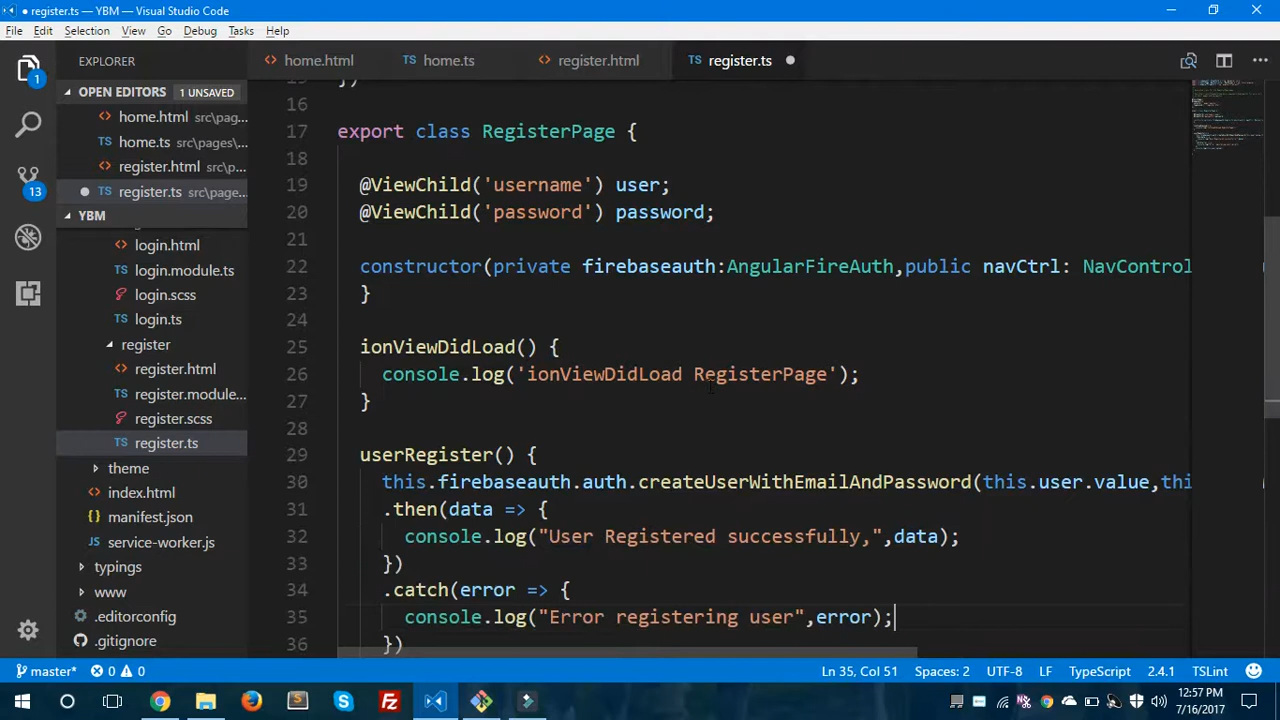 register.ts — YBM — Visual Studio Code
File Edit Selection View Go Debug Tasks Help
EXPLORER
OPEN EDITORS 1 UNSAVED
home.html src\pag...
home.ts src\pages\...
register.html src\p...
register.ts src\page...
YBM
login.html
login.module.ts
login.scss
login.ts
register
register.html
register.module...
register.scss
register.ts
theme
index.html
manifest.json
service-worker.js
typings
www
.editorconfig
.gitignore
1
13
home.html home.ts register.html register.ts
16
17 export class RegisterPage {
18
19 @ViewChild('username') user;
20 @ViewChild('password') password;
21
22 constructor(private firebaseauth:AngularFireAuth,public navCtrl: NavControl
23 }
24
25 ionViewDidLoad() {
26 console.log('ionViewDidLoad RegisterPage');
27 }
28
29 userRegister() {
30 this.firebaseauth.auth.createUserWithEmailAndPassword(this.user.value,thi
31 .then(data => {
32 console.log("User Registered successfully,",data);
33 })
34 .catch(error => {
35 console.log("Error registering user",error);
36 })
master* 0 0 Ln 35, Col 51 Spaces: 2 UTF-8 LF TypeScript 2.4.1 TSLint
12:57 PM
7/16/2017